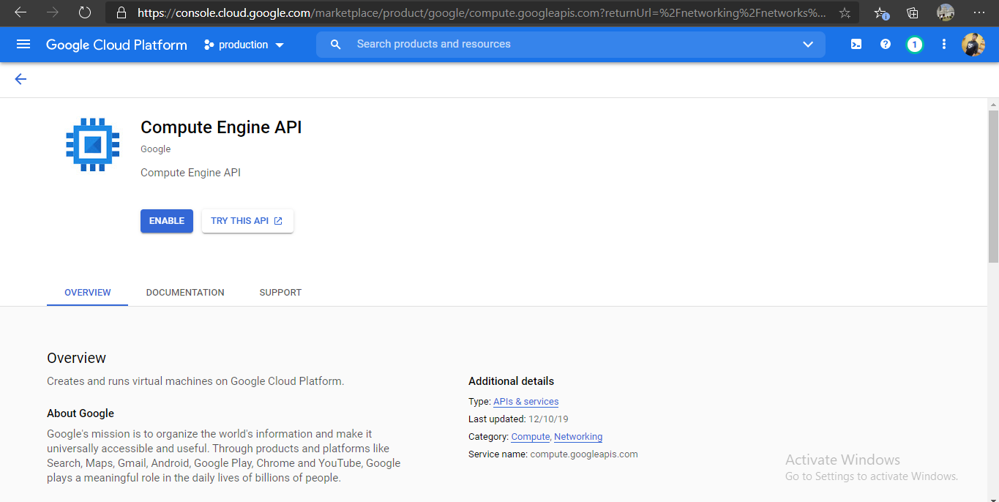 https://console.cloud.google.com/marketplace/product/google/compute.googleapis.com?returnUrl=%2Fnetworking%2Fnetworks%...
Google Cloud Platform production Search products and resources 1
Compute Engine API
Google
Compute Engine API
ENABLE TRY THIS API
OVERVIEW DOCUMENTATION SUPPORT
Overview
Creates and runs virtual machines on Google Cloud Platform.
About Google
Google's mission is to organize the world's information and make it
universally accessible and useful. Through products and platforms like
Search, Maps, Gmail, Android, Google Play, Chrome and YouTube, Google
plays a meaningful role in the daily lives of billions of people.
Additional details
Type: APIs & services
Last updated: 12/10/19
Category: Compute, Networking
Service name: compute.googleapis.com
Activate Windows
Go to Settings to activate Windows.